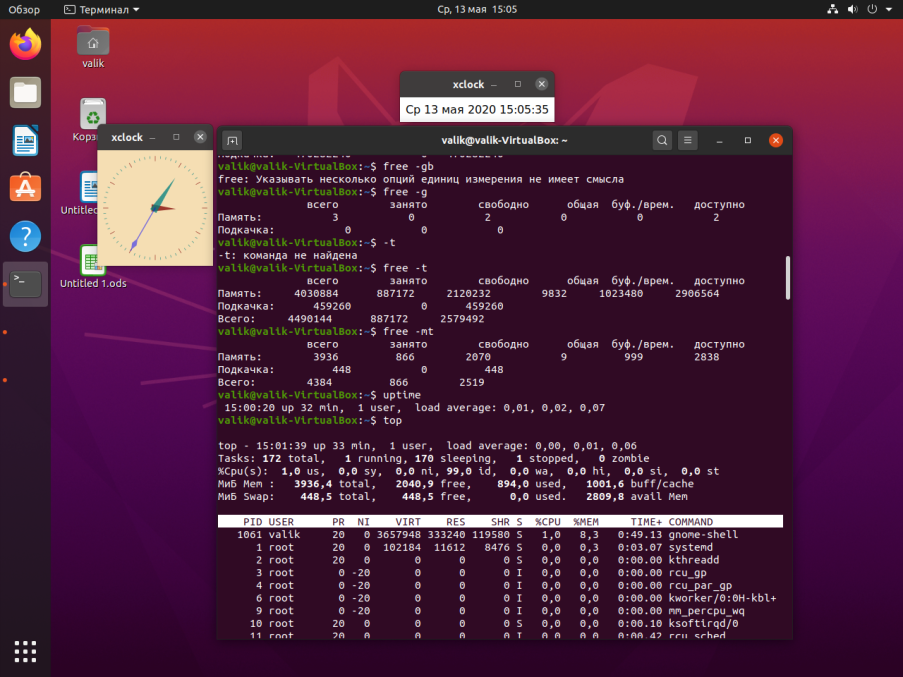 Обзор
Терминал
Ср, 13 мая 15:05
valik
xclock
Ср 13 мая 2020 15:05:35
xclock
Untitled 1.ods
valik@valik-VirtualBox: ~
valik@valik-VirtualBox:~$ free -gb
free: Указывать несколько опций единиц измерения не имеет смысла
valik@valik-VirtualBox:~$ free -g
всего занято свободно общая буф./врем. доступно
Память: 3 0 2 0 0 2
Подкачка: 0 0 0
valik@valik-VirtualBox:~$ -t
-t: команда не найдена
valik@valik-VirtualBox:~$ free -t
всего занято свободно общая буф./врем. доступно
Память: 4030884 887172 2120232 9832 1023480 2906564
Подкачка: 459260 0 459260
Всего: 4490144 887172 2579492
valik@valik-VirtualBox:~$ free -mt
всего занято свободно общая буф./врем. доступно
Память: 3936 866 2070 9 999 2838
Подкачка: 448 0 448
Всего: 4384 866 2519
valik@valik-VirtualBox:~$ uptime
15:00:20 up 32 min, 1 user, load average: 0,01, 0,02, 0,07
valik@valik-VirtualBox:~$ top
top - 15:01:39 up 33 min, 1 user, load average: 0,00, 0,01, 0,06
Tasks: 172 total, 1 running, 170 sleeping, 1 stopped, 0 zombie
%Cpu(s): 1,0 us, 0,0 sy, 0,0 ni, 99,0 id, 0,0 wa, 0,0 hi, 0,0 si, 0,0 st
МиБ Mem : 3936,4 total, 2040,9 free, 894,0 used, 1001,6 buff/cache
МиБ Swap: 448,5 total, 448,5 free, 0,0 used. 2809,8 avail Mem
PID USER PR NI VIRT RES SHR S %CPU %MEM TIME+ COMMAND
1061 valik 20 0 3657948 333240 119580 S 1,0 8,3 0:49.13 gnome-shell
1 root 20 0 102184 11612 8476 S 0,0 0,3 0:03.07 systemd
2 root 20 0 0 0 0 S 0,0 0,0 0:00.00 kthreadd
3 root 0 -20 0 0 0 I 0,0 0,0 0:00.00 rcu_gp
4 root 0 -20 0 0 0 I 0,0 0,0 0:00.00 rcu_par_gp
6 root 0 -20 0 0 0 I 0,0 0,0 0:00.00 kworker/0:0H-kbl+
9 root 0 -20 0 0 0 I 0,0 0,0 0:00.00 mm_percpu_wq
10 root 20 0 0 0 0 S 0,0 0,0 0:00.10 ksoftirqd/0
11 root 20 0 0 0 0 I 0,0 0,0 0:00.42 rcu_sched